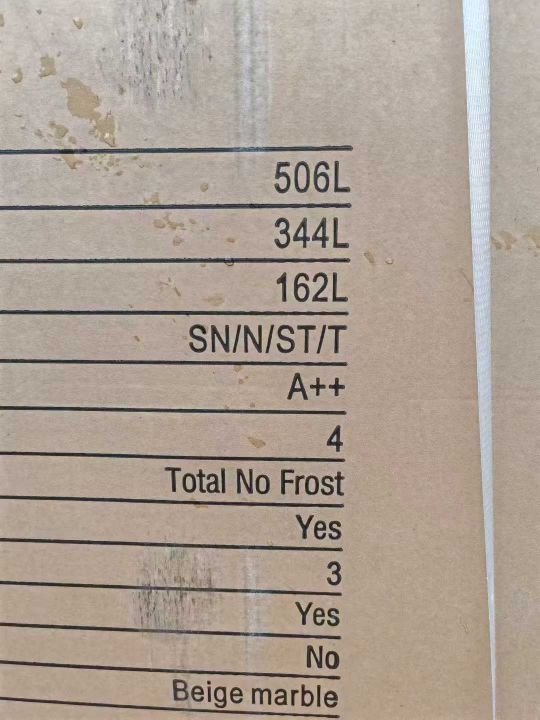 506L
344L
162L
SN/N/ST/T
A++
4
Total No Frost
Yes
3
Yes
No
Beige marble